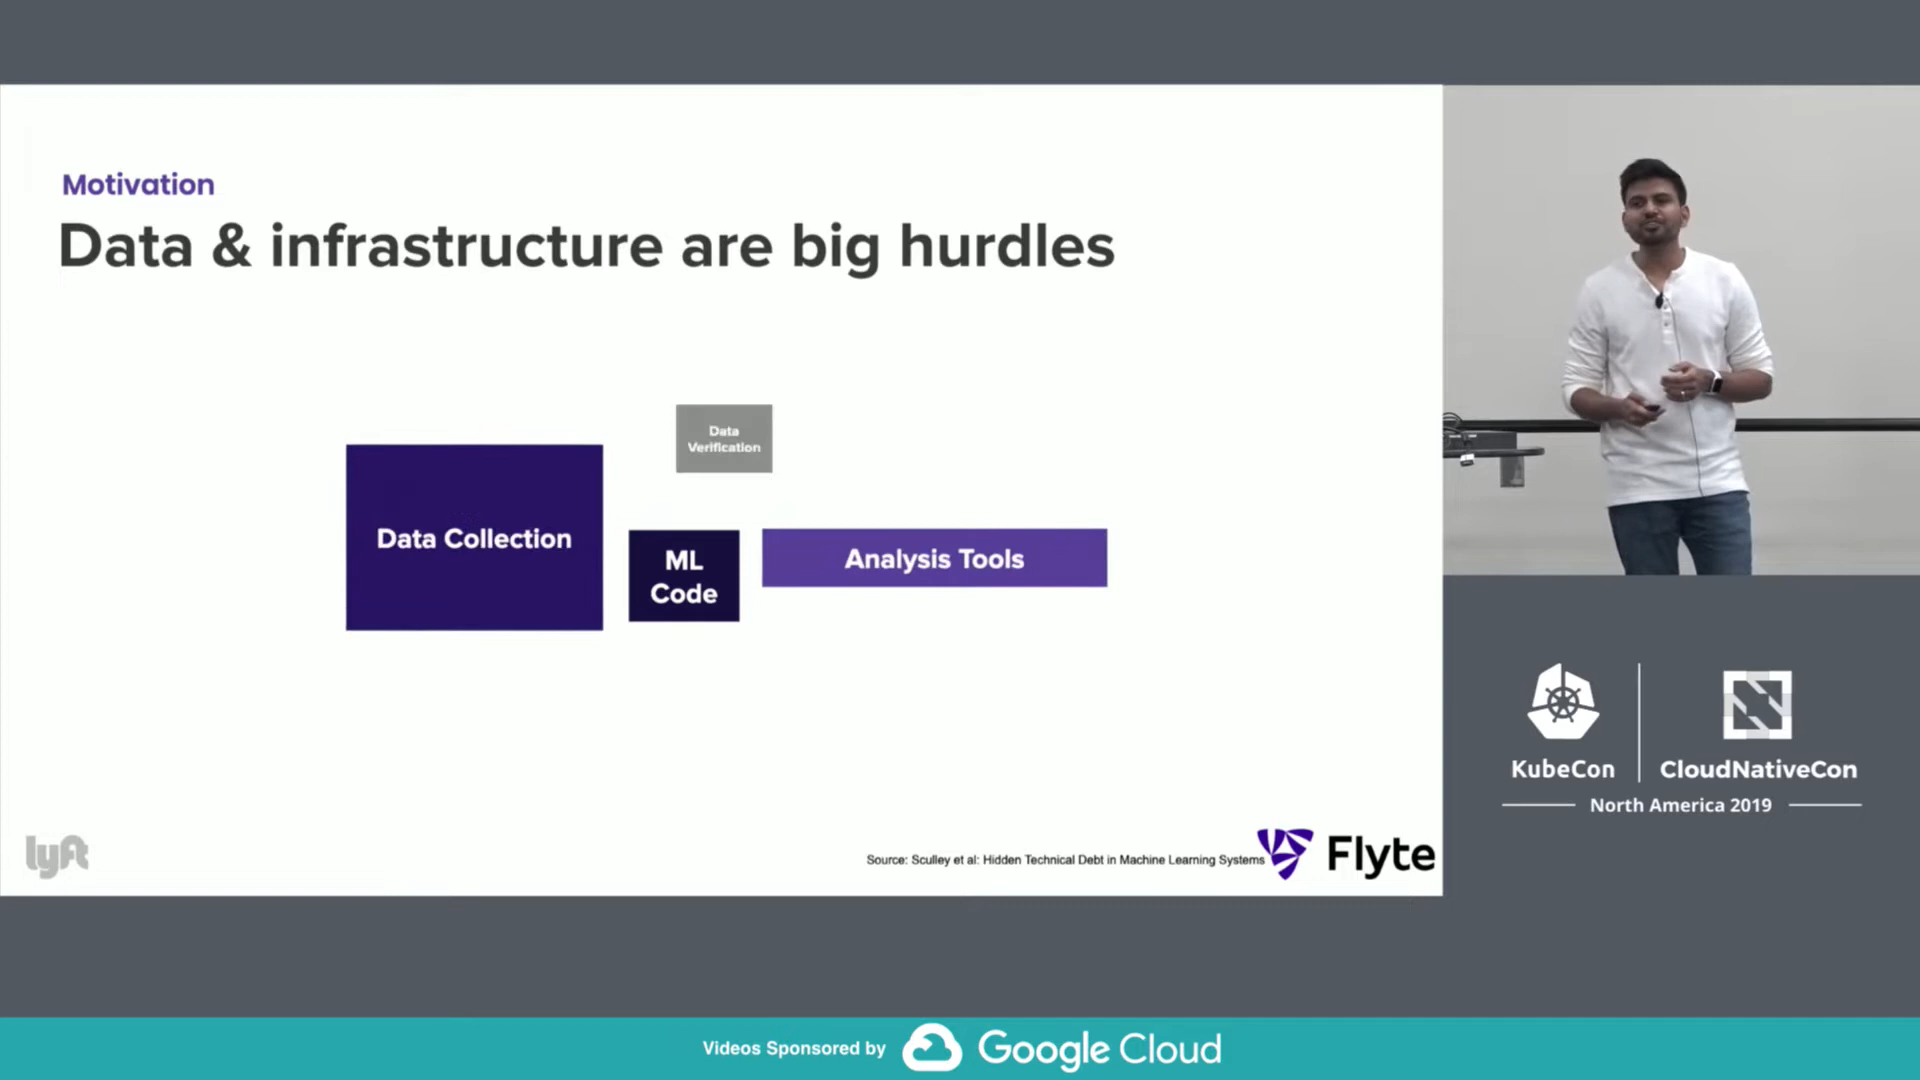 Motivation
Data & infrastructure are big hurdles
Data
Verification
Data Collection
ML
Code
Analysis Tools
lyft
Source: Sculley et al: Hidden Technical Debt in Machine Learning Systems
Flyte
KubeCon
CloudNativeCon
North America 2019
Videos Sponsored by
Google Cloud